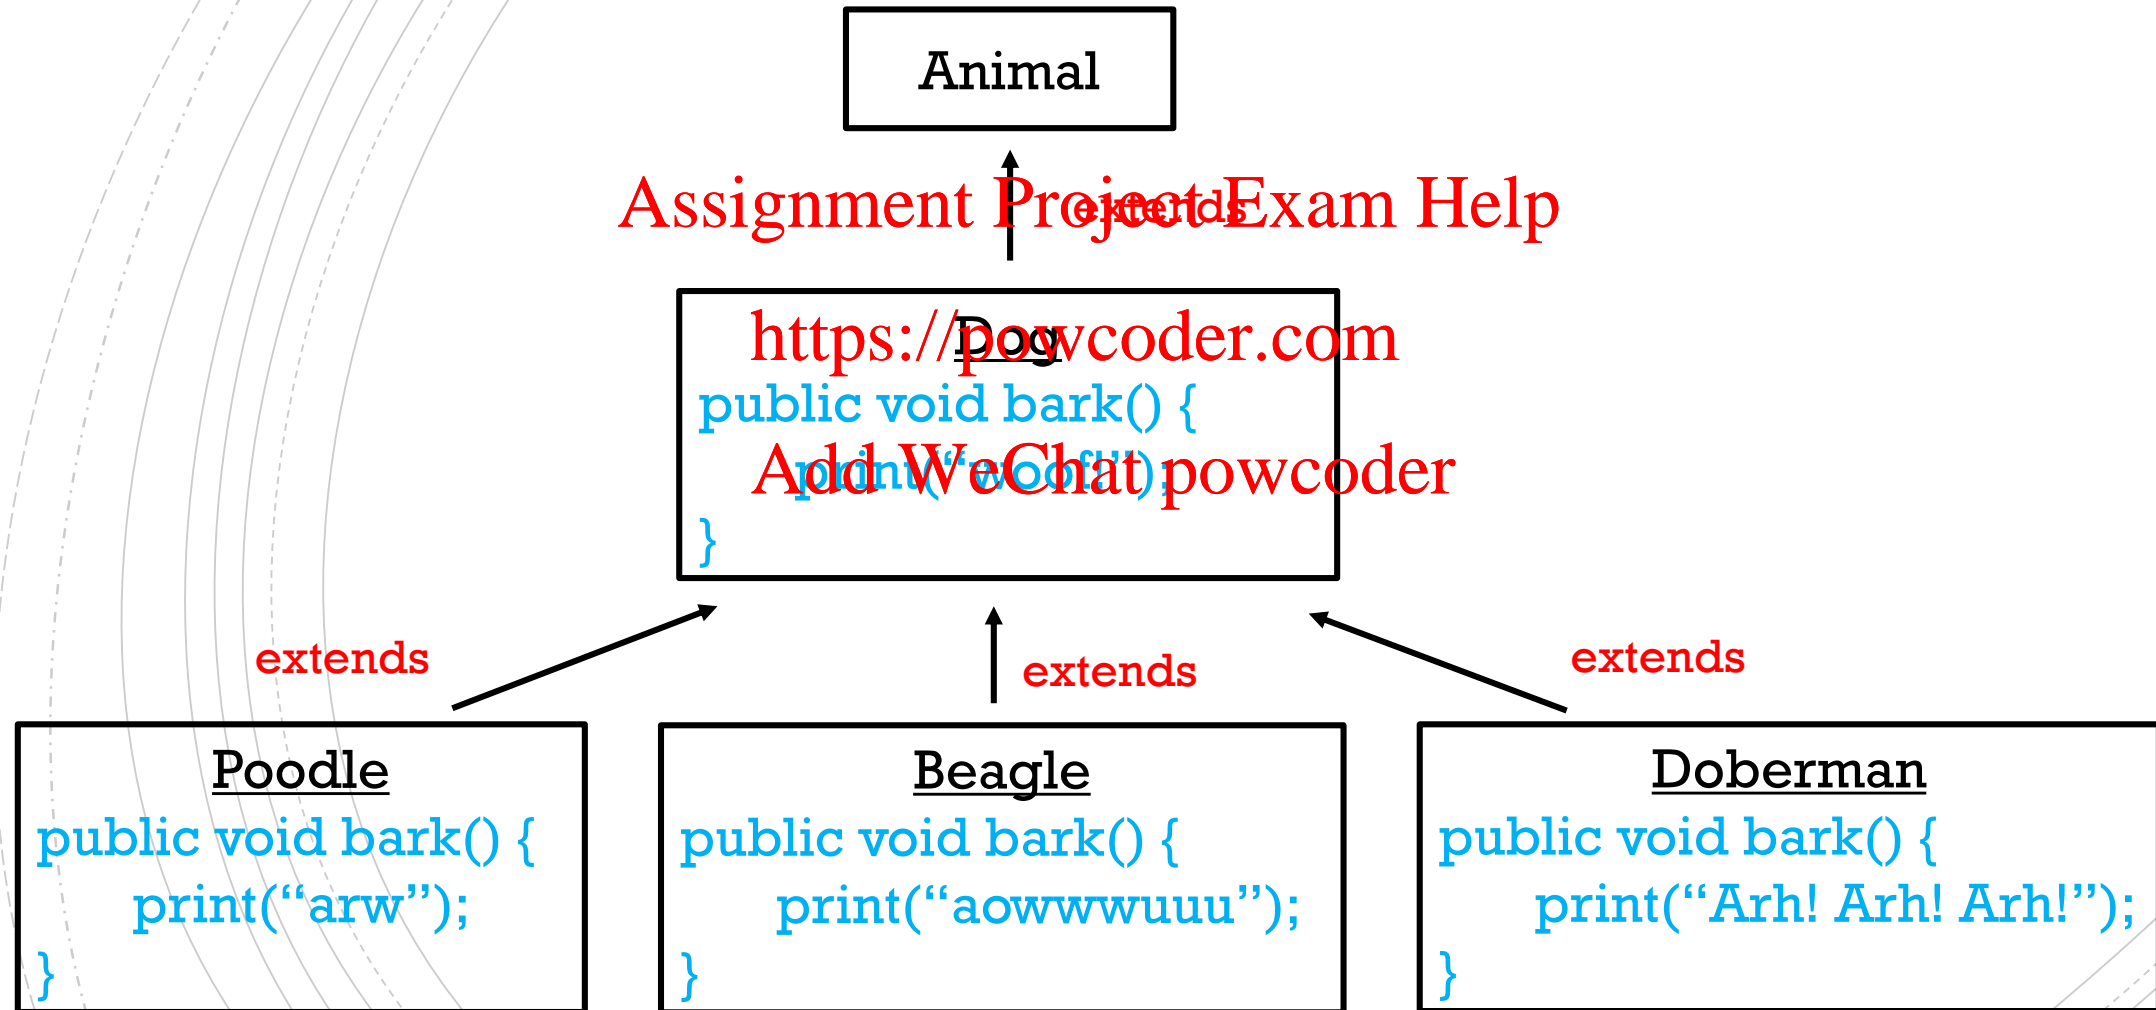 Animal
extends
Assignment Project Exam Help
Dog
https://powcoder.com
public void bark() {
print(“woof!”);
Add WeChat powcoder
}
extends
extends
extends
Poodle
public void bark() {
print(“arw”);
}
Beagle
public void bark() {
print(“aowwwuuu”);
}
Doberman
public void bark() {
print(“Arh! Arh! Arh!”);
}